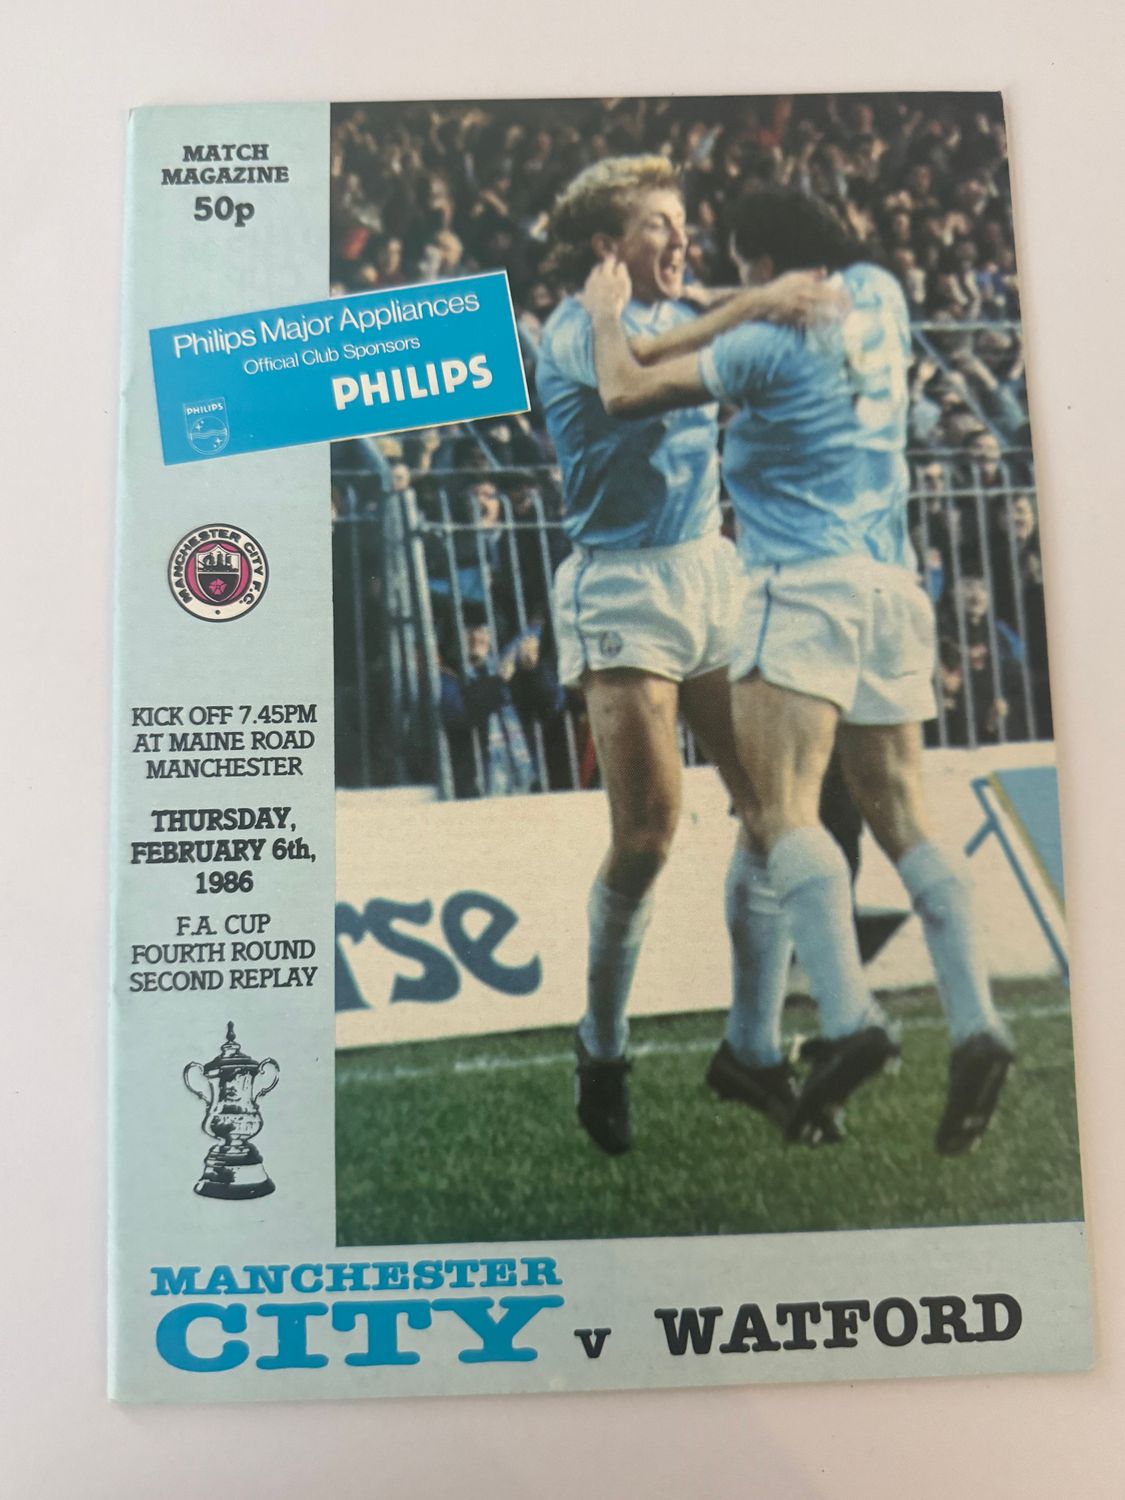 MATCH
MAGAZINE
50p
Philips Major Appliances
Official Club Sponsors
PHILIPS
PHILIPS
MANCHESTER CITY F.C.
KICK OFF 7.45PM
AT MAINE ROAD
MANCHESTER
THURSDAY,
FEBRUARY 6th,
1986
F.A. CUP
FOURTH ROUND
SECOND REPLAY
9
rse
MANCHESTER
CITY v WATFORD